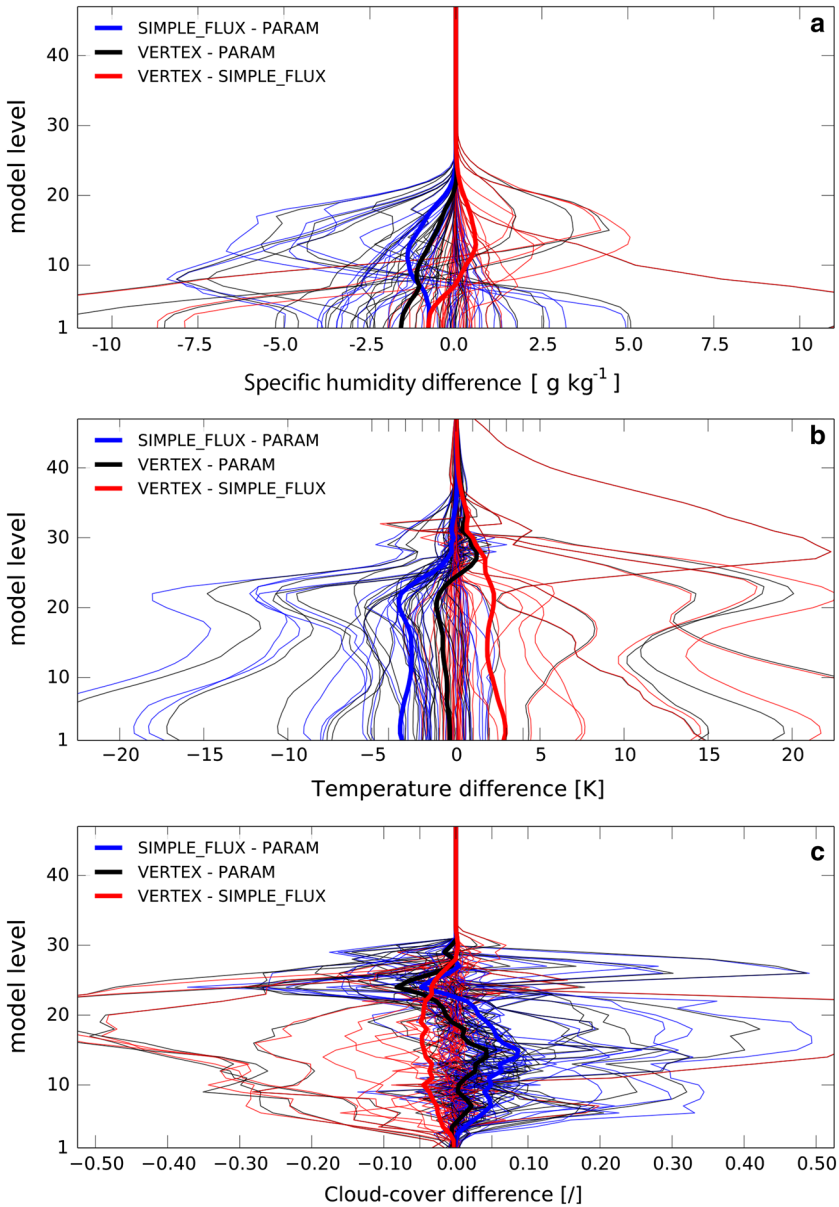 a
SIMPLE_FLUX - PARAM
VERTEX - PARAM
VERTEX - SIMPLE_FLUX
model level
40
30
20
10
1
-10 -7.5 -5.0 -2.5 0.0 2.5 5.0 7.5 10
Specific humidity difference [ g kg-1 ]
b
SIMPLE_FLUX - PARAM
VERTEX - PARAM
VERTEX - SIMPLE_FLUX
model level
40
30
20
10
1
−20 −15 −10 -5 −4 -2 0 2 4 5 10 15 20
Temperature difference [K]
c
SIMPLE_FLUX - PARAM
VERTEX - PARAM
VERTEX - SIMPLE_FLUX
model level
40
30
20
10
1
−0.50 −0.40 −0.30 −0.20 −0.10 0.00 0.10 0.20 0.30 0.40 0.50
Cloud-cover difference [/]